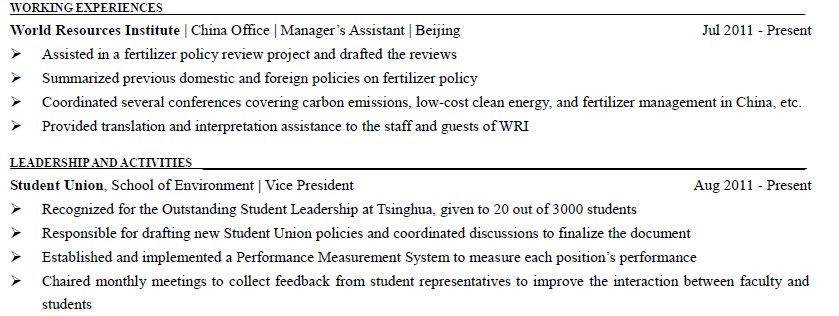 WORKING EXPERIENCES
World Resources Institute | China Office | Manager's Assistant | Beijing Jul 2011 - Present
➢ Assisted in a fertilizer policy review project and drafted the reviews
➢ Summarized previous domestic and foreign policies on fertilizer policy
➢ Coordinated several conferences covering carbon emissions, low-cost clean energy, and fertilizer management in China, etc.
➢ Provided translation and interpretation assistance to the staff and guests of WRI
LEADERSHIP AND ACTIVITIES
Student Union, School of Environment | Vice President Aug 2011 - Present
➢ Recognized for the Outstanding Student Leadership at Tsinghua, given to 20 out of 3000 students
➢ Responsible for drafting new Student Union policies and coordinated discussions to finalize the document
➢ Established and implemented a Performance Measurement System to measure each position's performance
➢ Chaired monthly meetings to collect feedback from student representatives to improve the interaction between faculty and
students